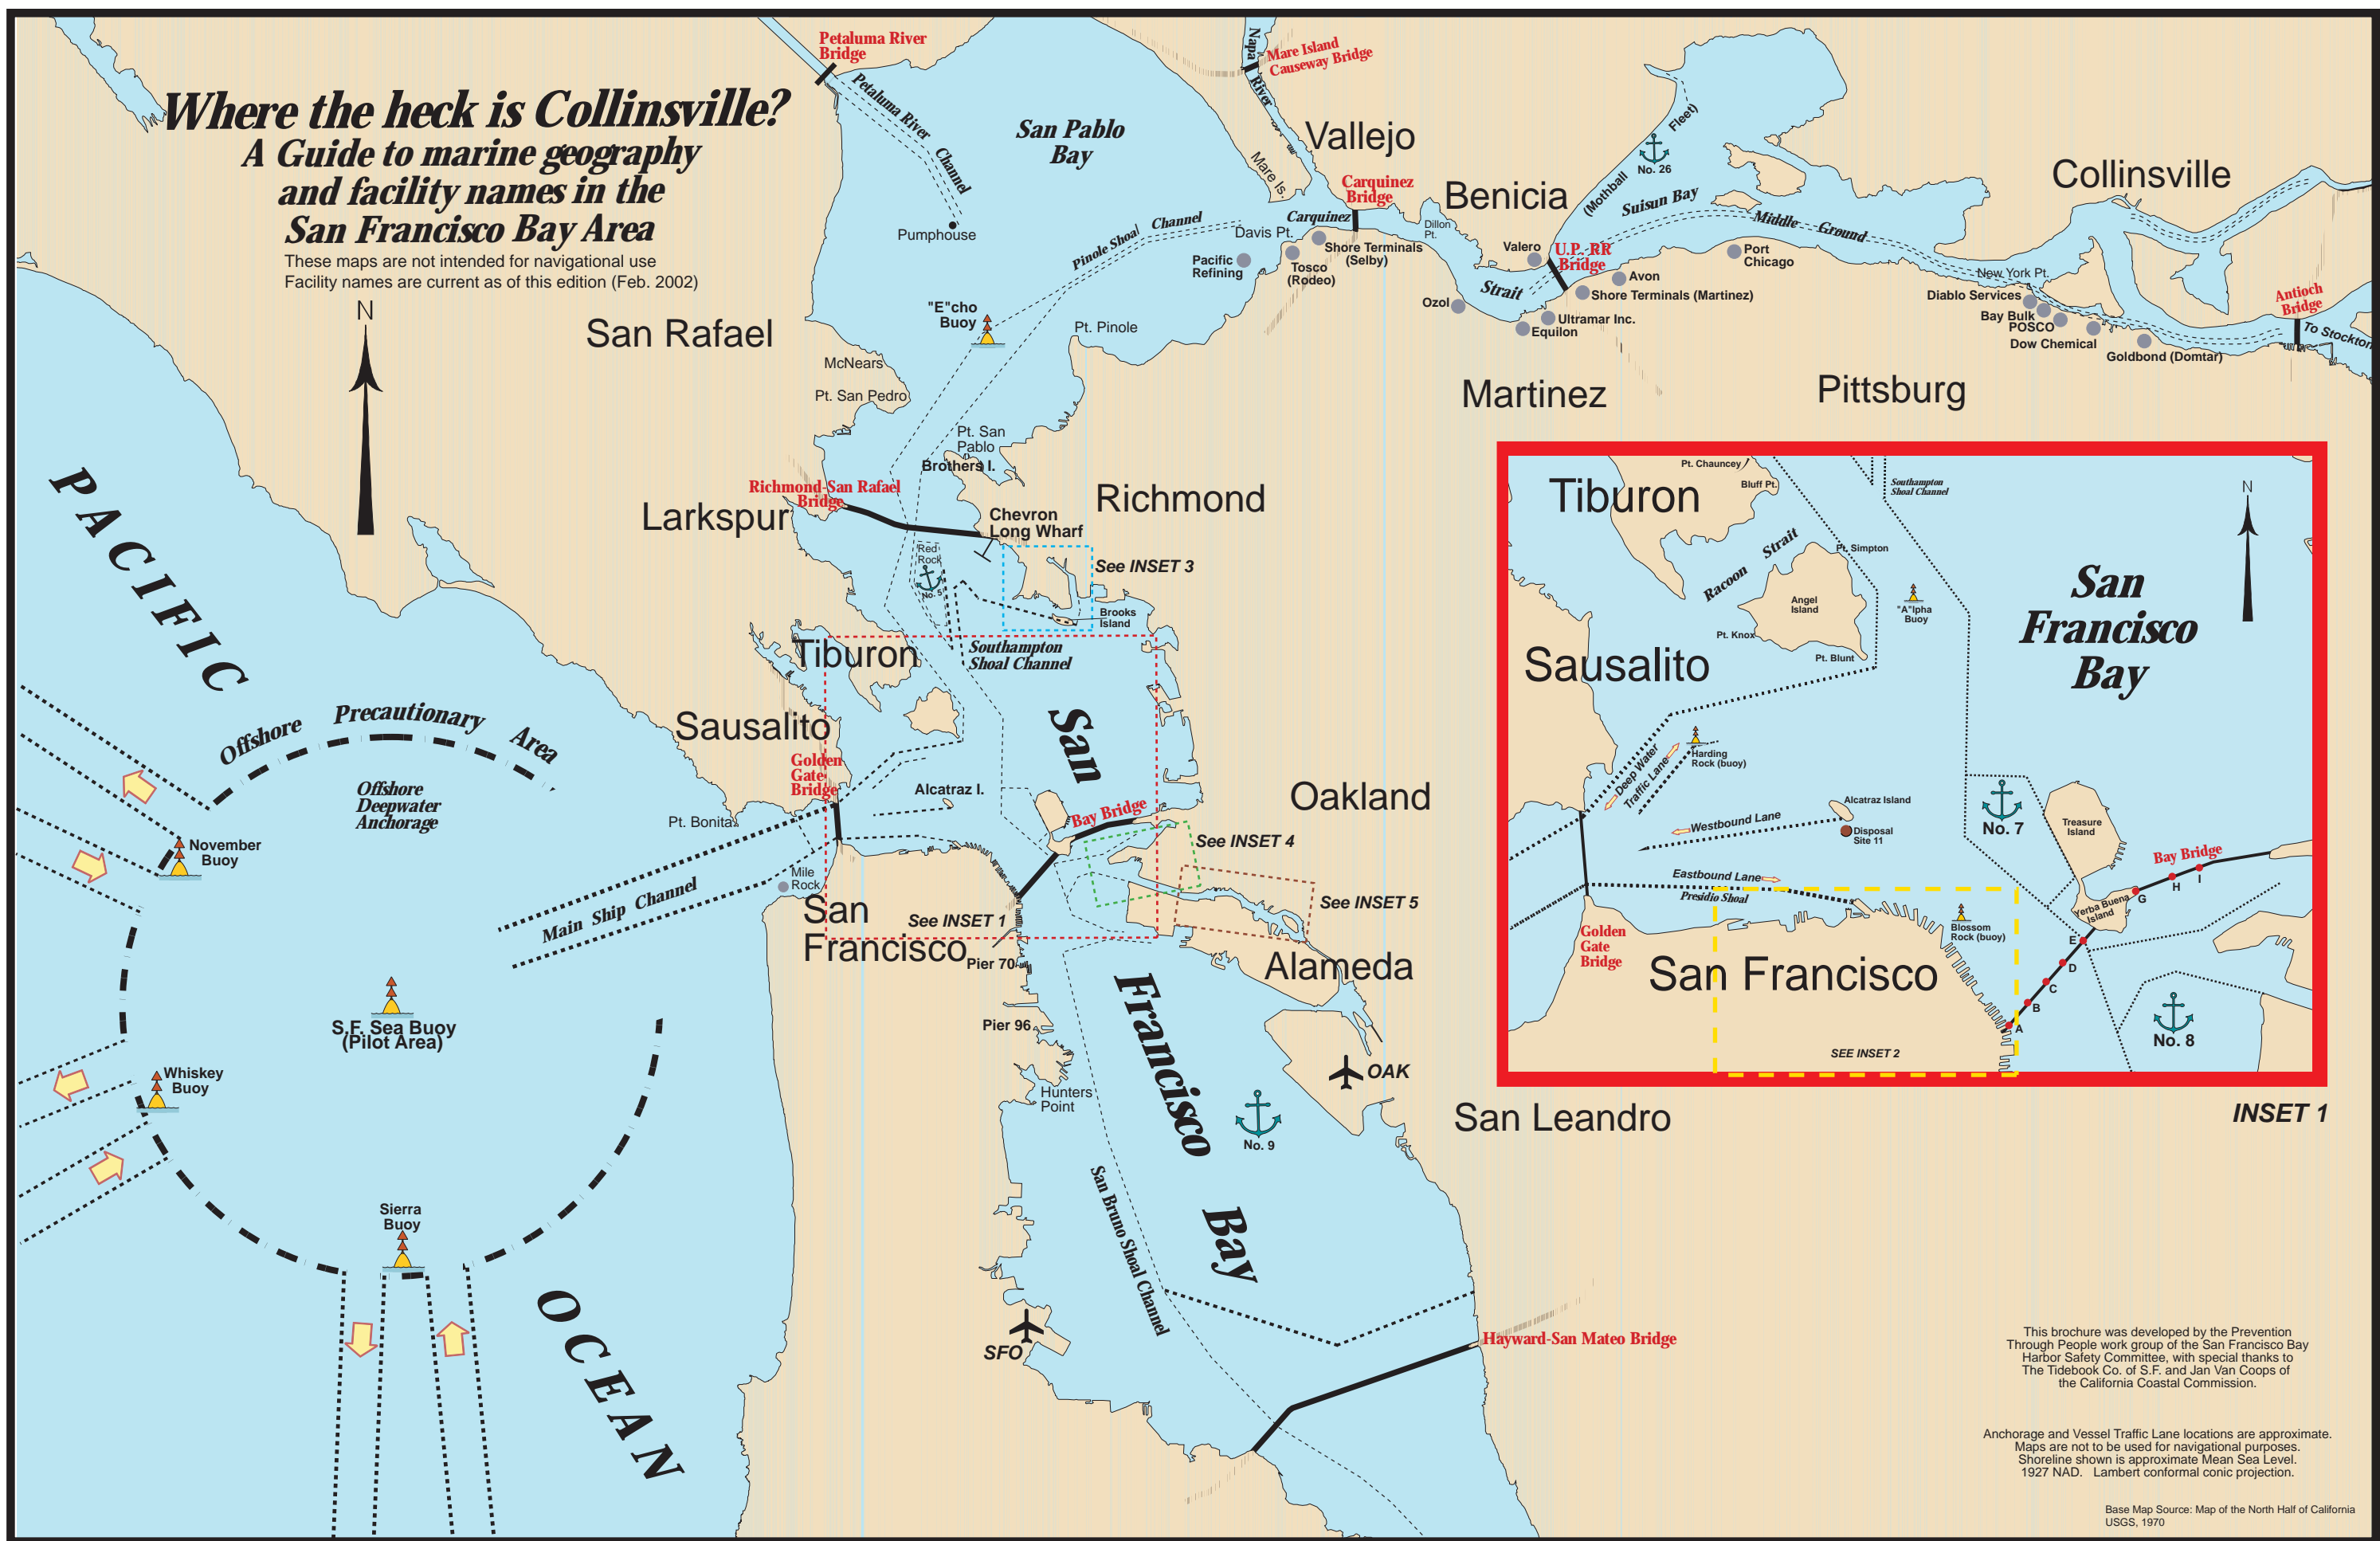 Where the heck is Collinsville?
A Guide to marine geography
and facility names in the
San Francisco Bay Area
These maps are not intended for navigational use
Facility names are current as of this edition (Feb. 2002)
N
Petaluma River
Bridge
Petaluma River Channel
San Pablo
Bay
Pumphouse
Napa River
Mare Island
Causeway Bridge
Mare Is.
Vallejo
Carquinez
Bridge
Carquinez
Strait
Pinole Shoal Channel
Davis Pt.
Pacific
Refining
Tosco
(Rodeo)
Shore Terminals
(Selby)
Benicia
Dillon
Pt.
Valero
U.P. RR
Bridge
(Mothball Fleet)
No. 26
Suisun Bay
Middle Ground
Avon
Port
Chicago
Shore Terminals (Martinez)
Ozol
Ultramar Inc.
Equilon
Martinez
Collinsville
New York Pt.
Diablo Services
Bay Bulk
POSCO
Dow Chemical
Goldbond (Domtar)
Antioch
Bridge
To Stockton
Pittsburg
"E"cho
Buoy
San Rafael
McNears
Pt. San Pedro
Pt. Pinole
Pt. San
Pablo
Brothers I.
Richmond-San Rafael
Bridge
Larkspur
Richmond
Chevron
Long Wharf
Red
Rock
No. 5
See INSET 3
Brooks
Island
Southampton
Shoal Channel
Tiburon
Sausalito
Golden
Gate
Bridge
Alcatraz I.
Pt. Bonita
Mile
Rock
San
Francisco
See INSET 1
Bay Bridge
Oakland
See INSET 4
See INSET 5
Alameda
Pier 70
Pier 96
Hunters
Point
San
Francisco
Bay
No. 9
OAK
San Leandro
San Bruno Shoal Channel
SFO
Hayward-San Mateo Bridge
PACIFIC
OCEAN
Offshore Precautionary Area
Offshore
Deepwater
Anchorage
November
Buoy
Main Ship Channel
S.F. Sea Buoy
(Pilot Area)
Whiskey
Buoy
Sierra
Buoy
Tiburon
Pt. Chauncey
Bluff Pt.
Southampton
Shoal Channel
N
Racoon Strait
Pt. Simpton
Angel
Island
"A"lpha
Buoy
San
Francisco
Bay
Pt. Knox
Pt. Blunt
Sausalito
Harding
Rock (buoy)
Deep Water
Traffic Lane
Westbound Lane
Alcatraz Island
Disposal
Site 11
No. 7
Treasure
Island
Bay Bridge
Eastbound Lane
Presidio Shoal
Golden
Gate
Bridge
San Francisco
Blossom
Rock (buoy)
Yerba Buena
Island
A
B
C
D
E
G
H
I
No. 8
SEE INSET 2
INSET 1
This brochure was developed by the Prevention
Through People work group of the San Francisco Bay
Harbor Safety Committee, with special thanks to
The Tidebook Co. of S.F. and Jan Van Coops of
the California Coastal Commission.
Anchorage and Vessel Traffic Lane locations are approximate.
Maps are not to be used for navigational purposes.
Shoreline shown is approximate Mean Sea Level.
1927 NAD. Lambert conformal conic projection.
Base Map Source: Map of the North Half of California
USGS, 1970